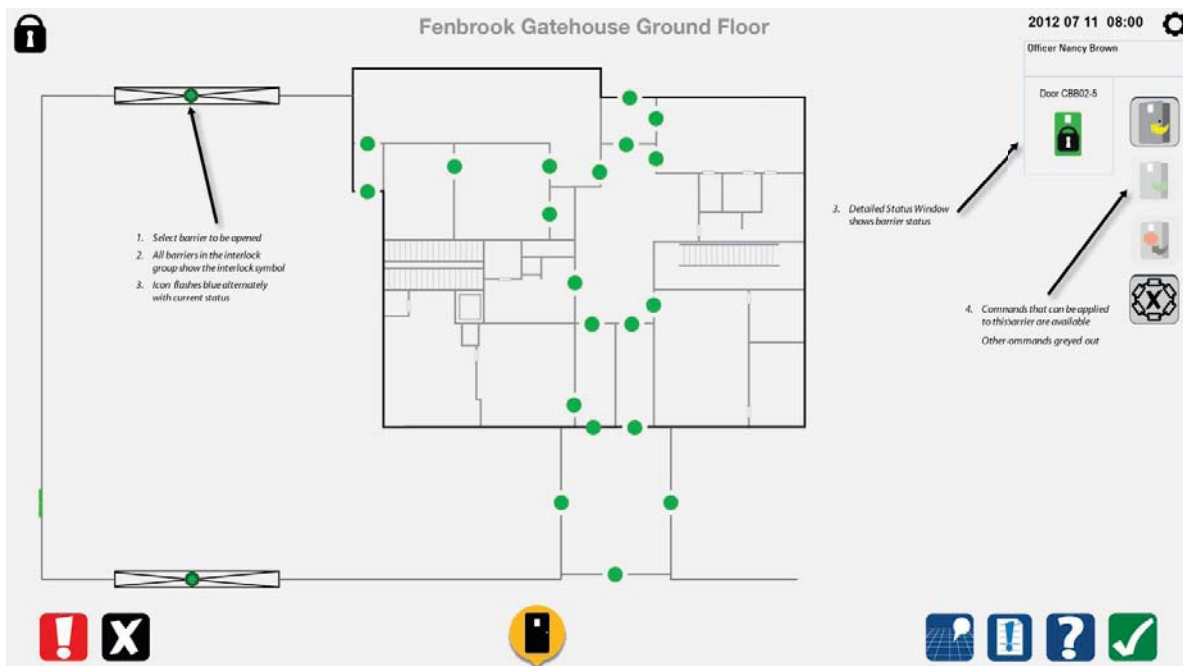 Fenbrook Gatehouse Ground Floor
2012 07 11 08:00
Officer Nancy Brown
Door CBB02-5
1. Select barrier to be opened
2. All barriers in the interlock
group show the interlock symbol
3. Icon flashes blue alternately
with current status
3. Detailed Status Window
shows barrier status
4. Commands that can be applied
to thisbarrier are available
Other ommands greyed out
X